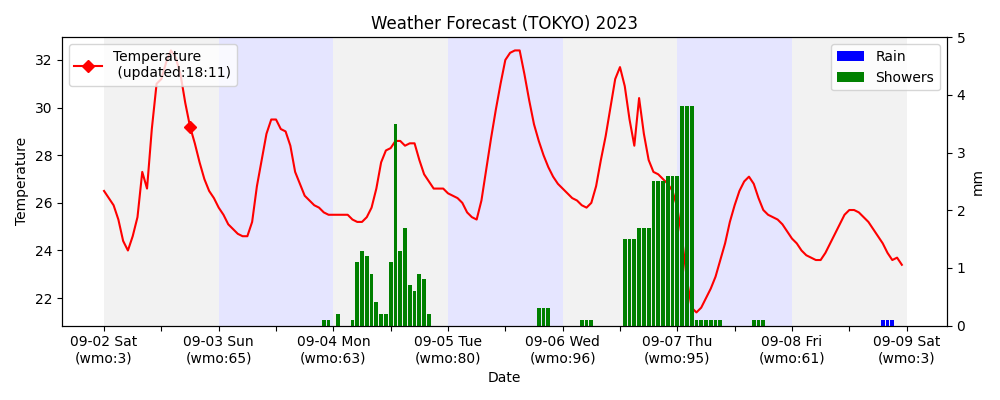 Weather Forecast (TOKYO) 2023
Temperature
(updated:18:11)
Rain
Showers
Temperature
32
30
28
26
24
22
5
4
3
2
1
0
mm
09-02 Sat
(wmo:3)
09-03 Sun
(wmo:65)
09-04 Mon
(wmo:63)
09-05 Tue
(wmo:80)
09-06 Wed
(wmo:96)
09-07 Thu
(wmo:95)
09-08 Fri
(wmo:61)
09-09 Sat
(wmo:3)
Date